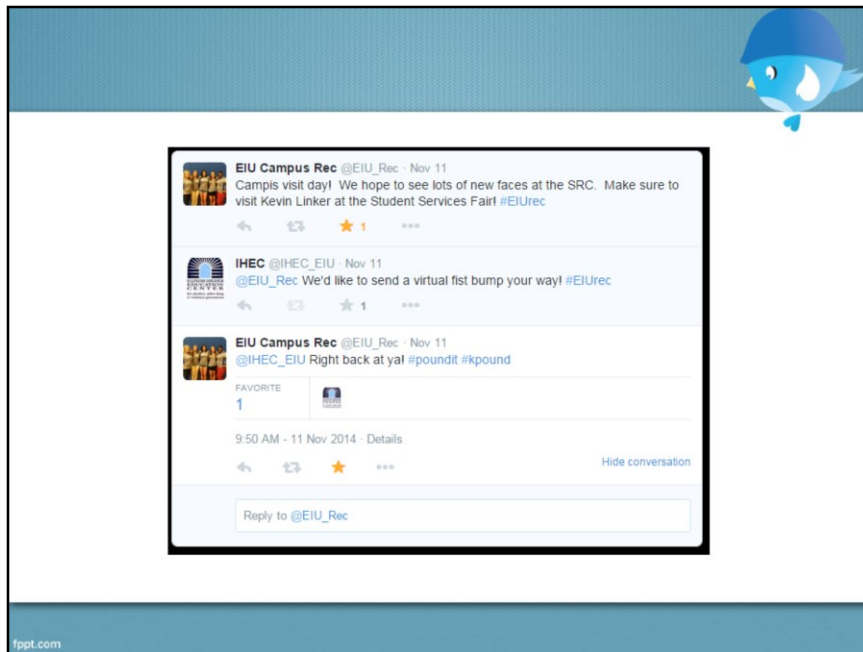 EIU Campus Rec @EIU_Rec · Nov 11
Campis visit day! We hope to see lots of new faces at the SRC. Make sure to
visit Kevin Linker at the Student Services Fair! #EIUrec
1
IHEC @IHEC_EIU · Nov 11
@EIU_Rec We'd like to send a virtual fist bump your way! #EIUrec
1
EIU Campus Rec @EIU_Rec · Nov 11
@IHEC_EIU Right back at ya! #poundit #kpound
FAVORITE
1
9:50 AM - 11 Nov 2014 · Details
Hide conversation
Reply to @EIU_Rec
fppt.com